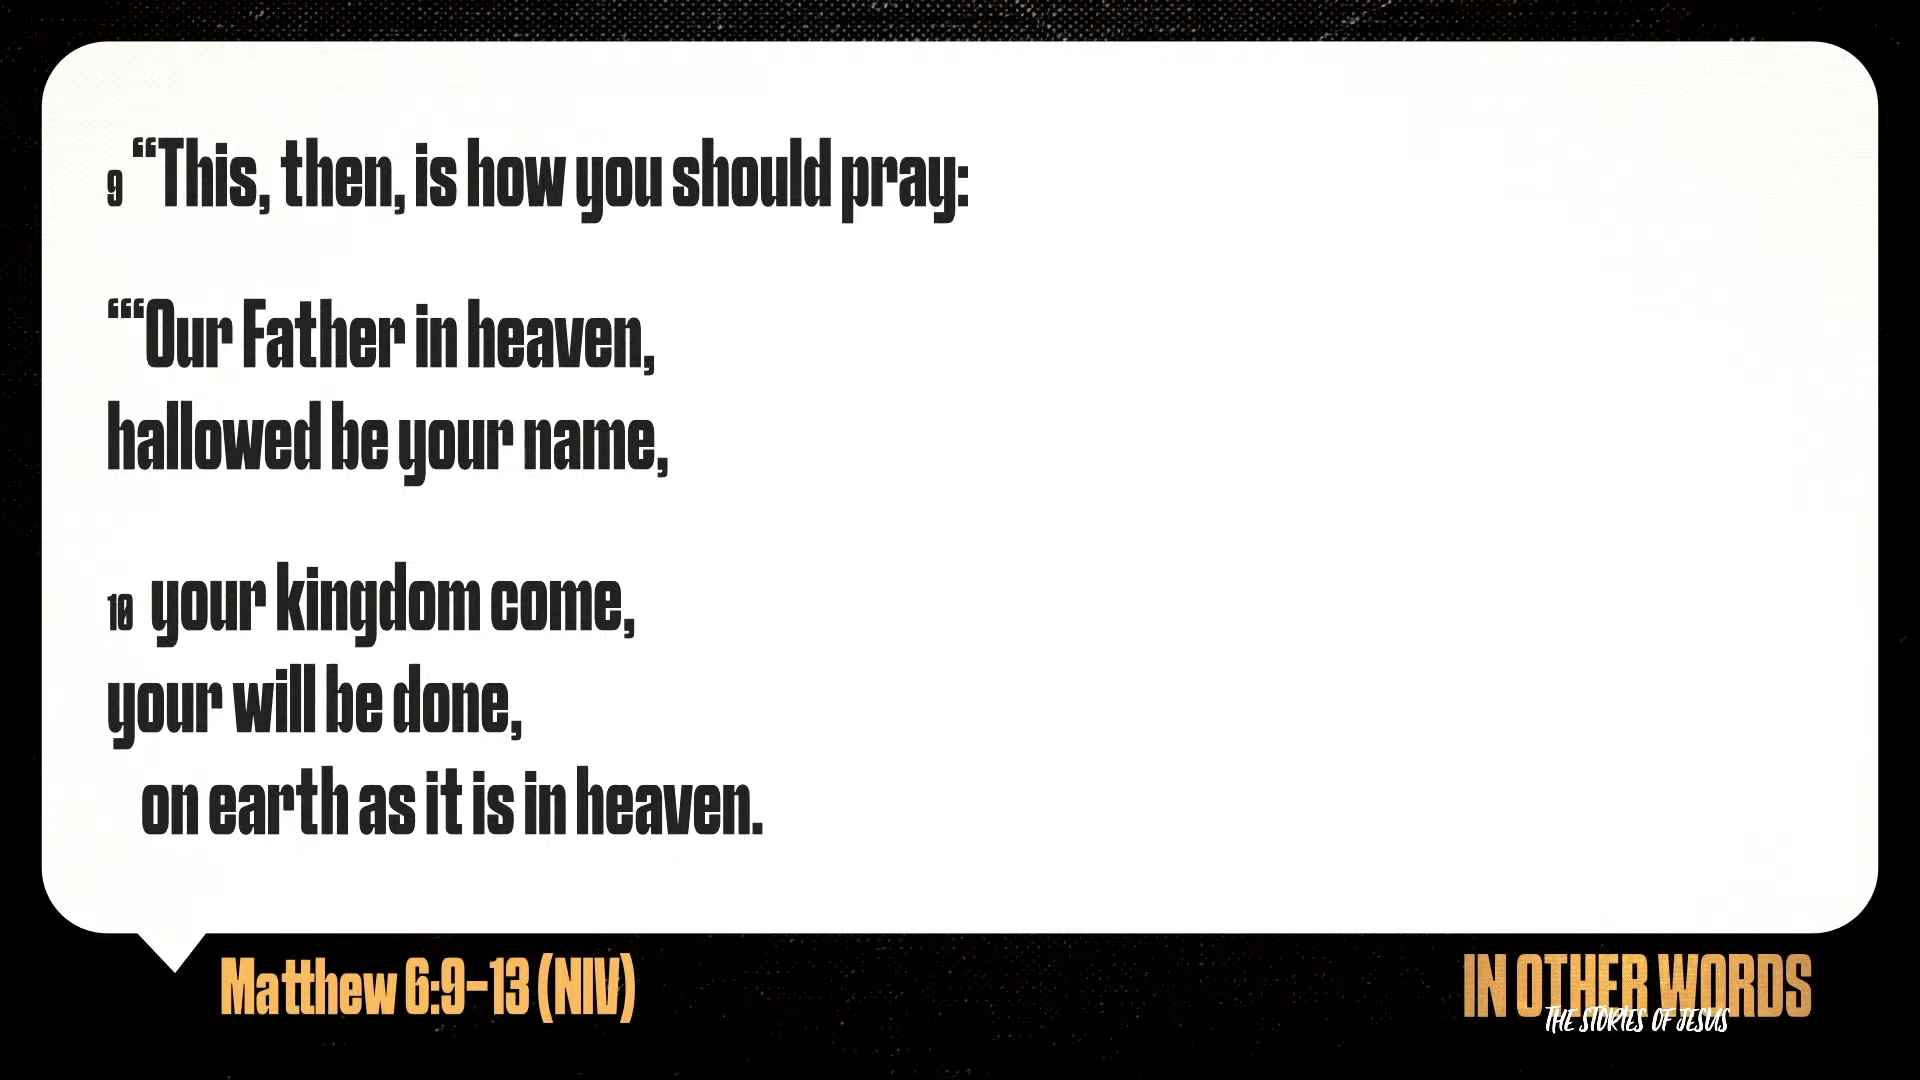 9 “This, then, is how you should pray:
“‘Our Father in heaven,
hallowed be your name,
10 your kingdom come,
your will be done,
on earth as it is in heaven.
Matthew 6:9–13 (NIV)
IN OTHER WORDS
THE STORIES OF JESUS